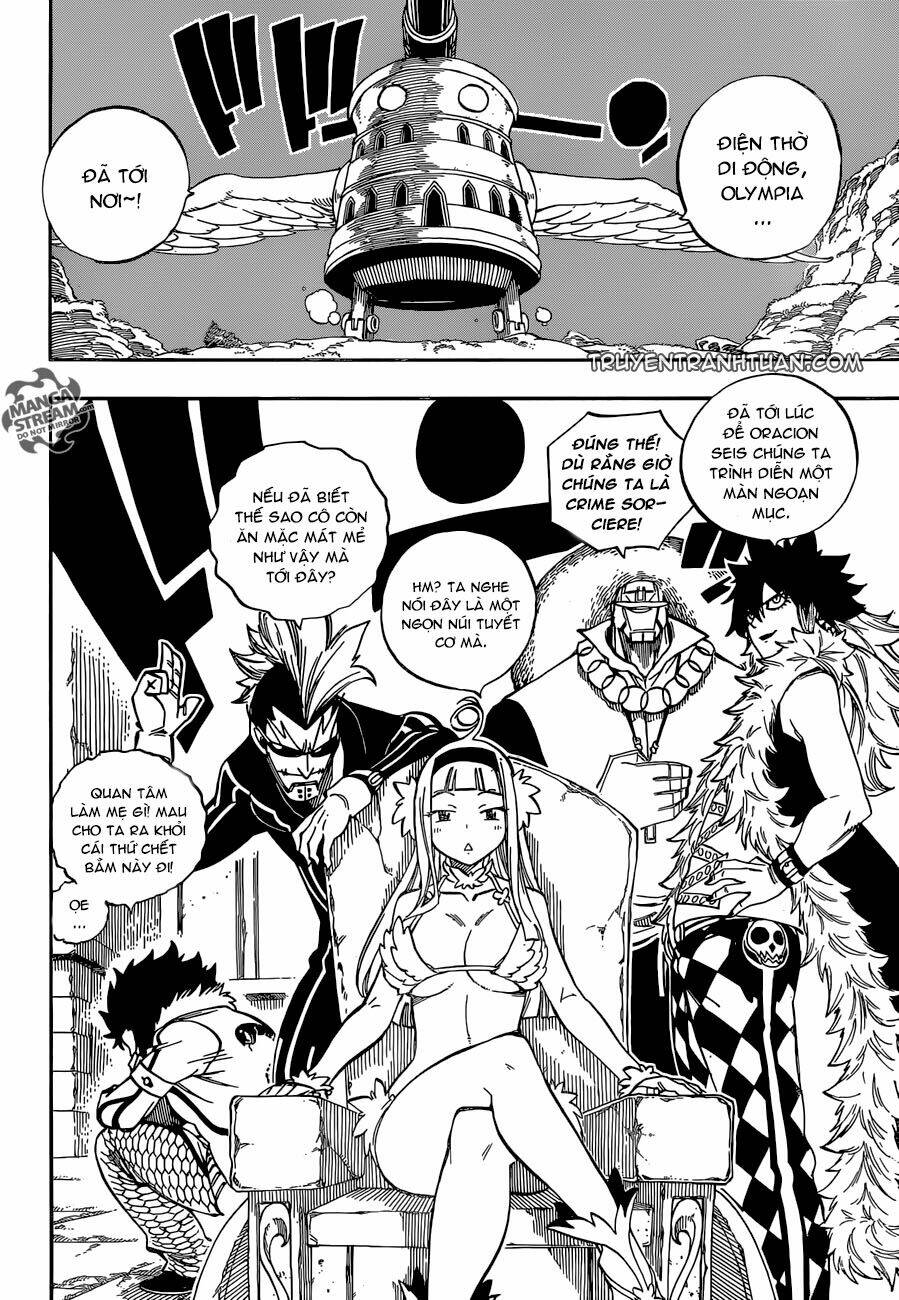 ĐIỆN THỜ
DI ĐỘNG,
OLYMPIA
...
ĐÃ TỚI
NƠI~!
TRUYENTRANHTUAN.COM
MANGA
STREAM.com
DO NOT MIRROR
ĐÃ TỚI LÚC
ĐỂ ORACION
SEIS CHÚNG TA
TRÌNH DIỄN MỘT
MÀN NGOẠN
MỤC.
ĐÚNG THẾ!
DÙ RẰNG GIỜ
CHÚNG TA LÀ
CRIME SOR-
CIERE!
NẾU ĐÃ BIẾT
THẾ SAO CÔ CÒN
ĂN MẶC MÁT MẺ
NHƯ VẬY MÀ
TỚI ĐÂY?
HM? TA NGHE
NÓI ĐÂY LÀ MỘT
NGỌN NÚI TUYẾT
CƠ MÀ.
QUAN TÂM
LÀM MẸ GÌ! MAU
CHO TA RA KHỎI
CÁI THỨ CHẾT
BẦM NÀY ĐI!
ỌE
...